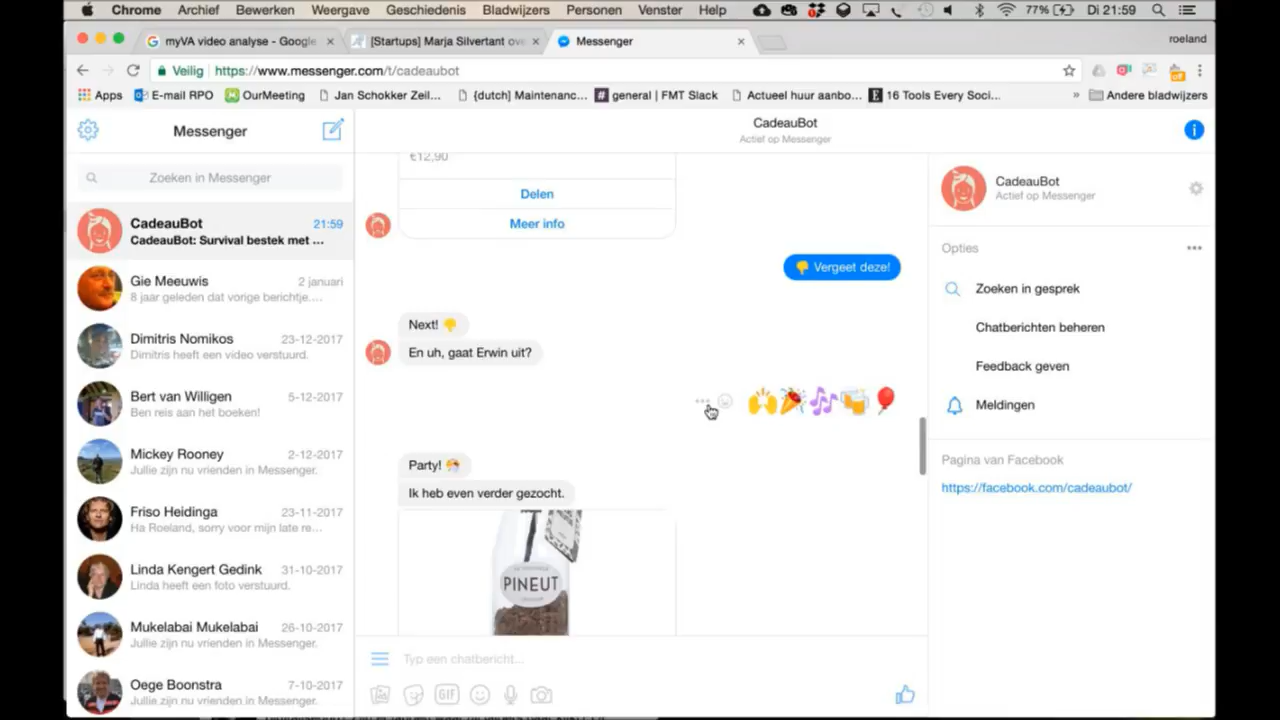 Chrome Archief Bewerken Weergave Geschiedenis Bladwijzers Personen Venster Help 77% Di 21:59
myVA video analyse - Google
[Startups] Marja Silvertant ove
Messenger
roeland
Veilig https://www.messenger.com/t/cadeaubot
Apps E-mail RPO OurMeeting Jan Schokker Zeil... {dutch] Maintenanc... general | FMT Slack Actueel! huur aanbo... 16 Tools Every Soci... » Andere bladwijzers
Messenger
Zoeken in Messenger
CadeauBot 21:59
CadeauBot: Survival bestek met ...
Gie Meeuwis 2 januari
8 jaar geleden dat vorige berichtje....
Dimitris Nomikos 23-12-2017
Dimitris heeft een video verstuurd.
Bert van Willigen 5-12-2017
Ben reis aan het boeken!
Mickey Rooney 2-12-2017
Jullie zijn nu vrienden in Messenger.
Friso Heidinga 23-11-2017
Ha Roeland, sorry voor mijn late re...
Linda Kengert Gedink 31-10-2017
Linda heeft een foto verstuurd.
Mukelabai Mukelabai 26-10-2017
Jullie zijn nu vrienden in Messenger.
Oege Boonstra 7-10-2017
Jullie zijn nu vrienden in Messenger.
CadeauBot
Actief op Messenger
€12,90
Delen
Meer info
👎 Vergeet deze!
Next! 👎
En uh, gaat Erwin uit?
🙌🎉🎶🍻🎈
Party! 🎊
Ik heb even verder gezocht.
PINEUT
Typ een chatbericht...
GIF
CadeauBot
Actief op Messenger
Opties
Zoeken in gesprek
Chatberichten beheren
Feedback geven
Meldingen
Pagina van Facebook
https://facebook.com/cadeaubot/